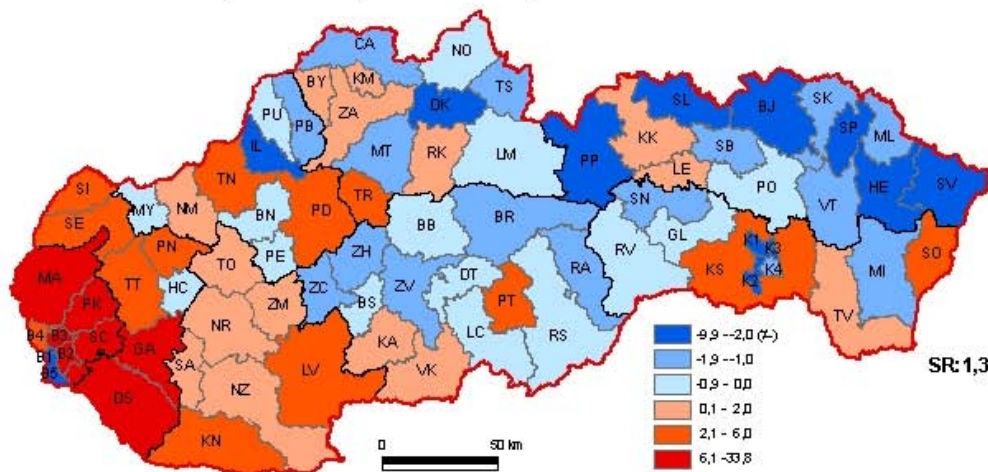 CA
NO
BY
KM
TS
PU
PB
ZA
DK
SL
BJ
SK
SP
ML
IL
MT
RK
LM
PP
KK
SB
LE
PO
HE
SV
SI
TN
TR
SE
MY
NM
BN
PD
BB
BR
SN
VT
PN
PE
ZH
GL
K1
K3
MA
TT
HC
TO
RV
KS
K2
K4
MI
SO
PK
ZC
BS
ZV
DT
RA
ZM
PT
B4
B3
SC
GA
NR
LC
RS
TV
B1
B2
B5
SA
KA
VK
DS
NZ
LV
KN
-9,9 --2,0 (‰)
-1,9 --1,0
-0,9 - 0,0
0,1 - 2,0
2,1 - 6,0
6,1 -33,8
SR:1,3
0
50 km